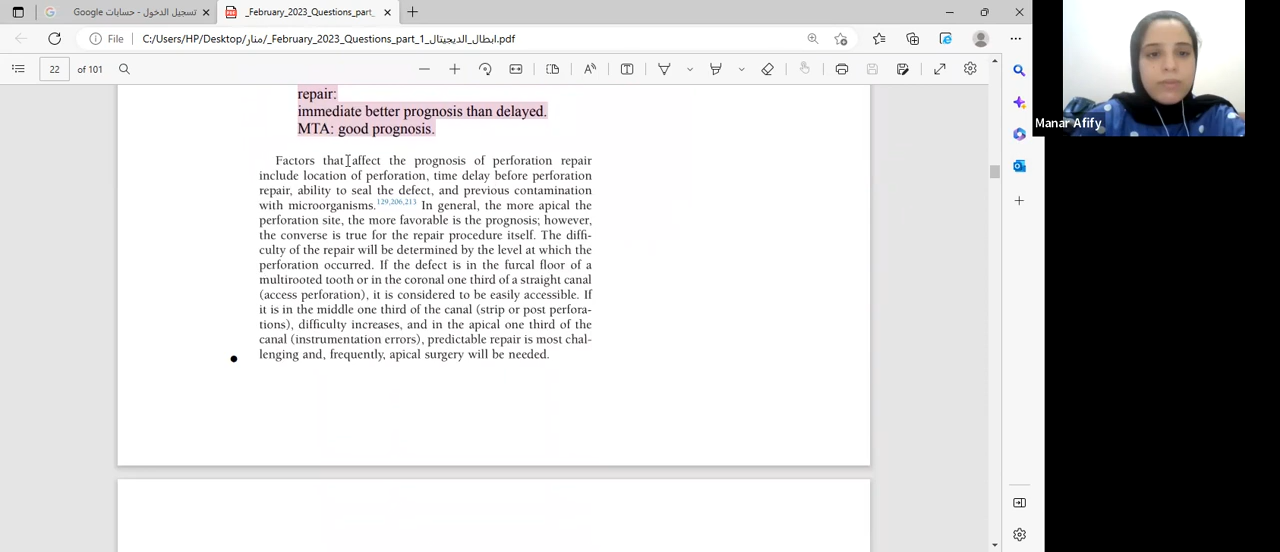 تسجيل الدخول - حسابات Google
_February_2023_Questions_part_
File
C:/Users/HP/Desktop/منار/_February_2023_Questions_part_1_ابطال_الديجيتال.pdf
22
of 101
repair:
immediate better prognosis than delayed.
MTA: good prognosis.
Manar Afify
Factors that affect the prognosis of perforation repair
include location of perforation, time delay before perforation
repair, ability to seal the defect, and previous contamination
with microorganisms.129,206,213 In general, the more apical the
perforation site, the more favorable is the prognosis; however,
the converse is true for the repair procedure itself. The diffi-
culty of the repair will be determined by the level at which the
perforation occurred. If the defect is in the furcal floor of a
multirooted tooth or in the coronal one third of a straight canal
(access perforation), it is considered to be easily accessible. If
it is in the middle one third of the canal (strip or post perfora-
tions), difficulty increases, and in the apical one third of the
canal (instrumentation errors), predictable repair is most chal-
lenging and, frequently, apical surgery will be needed.